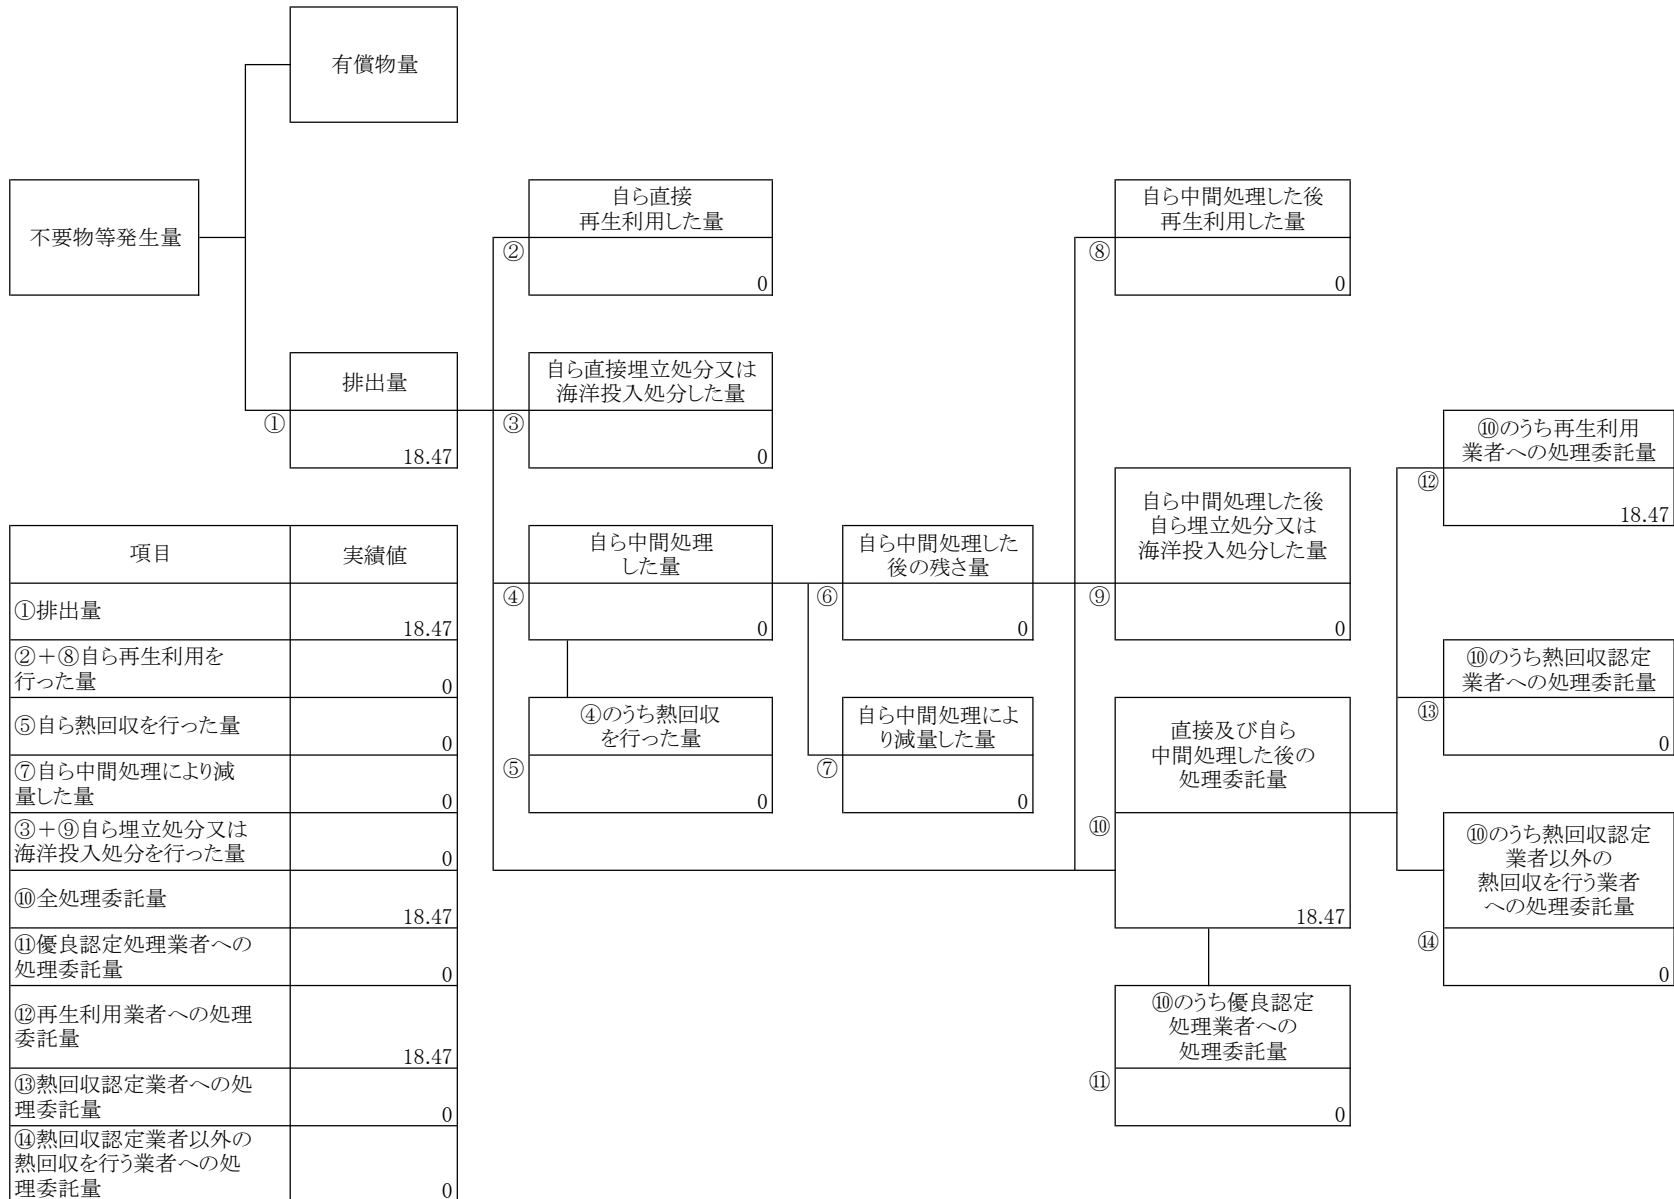 有償物量
不要物等発生量
自ら直接
再生利用した量
②
0
自ら中間処理した後
再生利用した量
⑧
0
排出量
①
18.47
自ら直接埋立処分又は
海洋投入処分した量
③
0
⑩のうち再生利用
業者への処理委託量
⑫
18.47
自ら中間処理
した量
④
0
自ら中間処理した
後の残さ量
⑥
0
自ら中間処理した後
自ら埋立処分又は
海洋投入処分した量
⑨
0
⑩のうち熱回収認定
業者への処理委託量
⑬
0
④のうち熱回収
を行った量
⑤
0
自ら中間処理によ
り減量した量
⑦
0
直接及び自ら
中間処理した後の
処理委託量
⑩
18.47
⑩のうち熱回収認定
業者以外の
熱回収を行う業者
への処理委託量
⑭
0
⑩のうち優良認定
処理業者への
処理委託量
⑪
0
項目 実績値
①排出量
18.47
②+⑧自ら再生利用を
行った量 0
⑤自ら熱回収を行った量
0
⑦自ら中間処理により減
量した量 0
③+⑨自ら埋立処分又は
海洋投入処分を行った量 0
⑩全処理委託量
18.47
⑪優良認定処理業者への
処理委託量 0
⑫再生利用業者への処理
委託量
18.47
⑬熱回収認定業者への処
理委託量 0
⑭熱回収認定業者以外の
熱回収を行う業者への処
理委託量 0